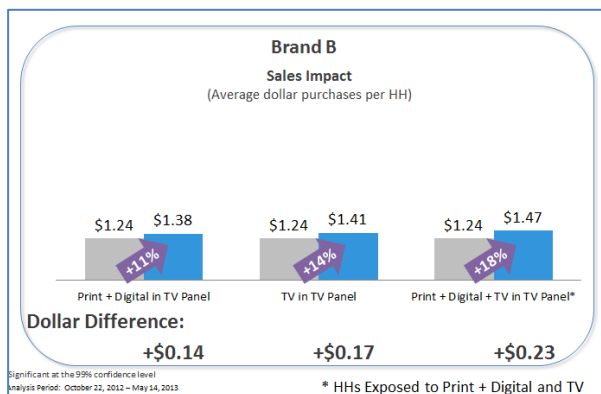 Brand B
Sales Impact
(Average dollar purchases per HH)
$1.24 $1.38 $1.24 $1.41 $1.24 $1.47
+11% +14% +18%
Print + Digital in TV Panel TV in TV Panel Print + Digital + TV in TV Panel*
Dollar Difference:
+$0.14 +$0.17 +$0.23
Significant at the 99% confidence level
Analysis Period: October 22, 2012 – May 14, 2013
* HHs Exposed to Print + Digital and TV